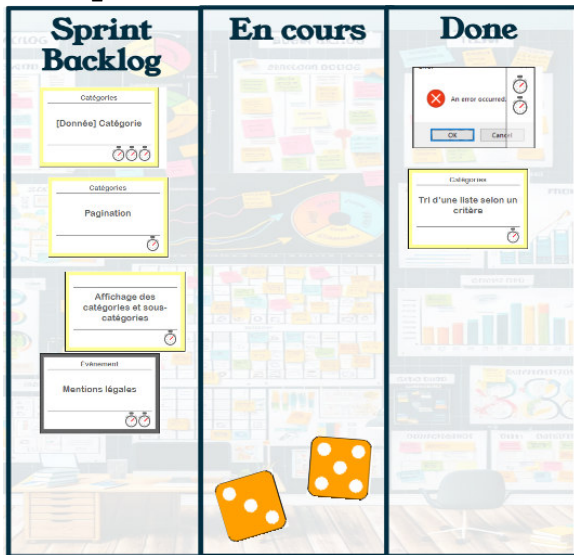 Sprint
Backlog
En cours
Done
Catégories
[Donnée] Catégorie
Catégories
Pagination
Affichage des
catégories et sous-
catégories
Évènement
Mentions légales
An error occurred.
OK
Cancel
Catégories
Tri d'une liste selon un
critère